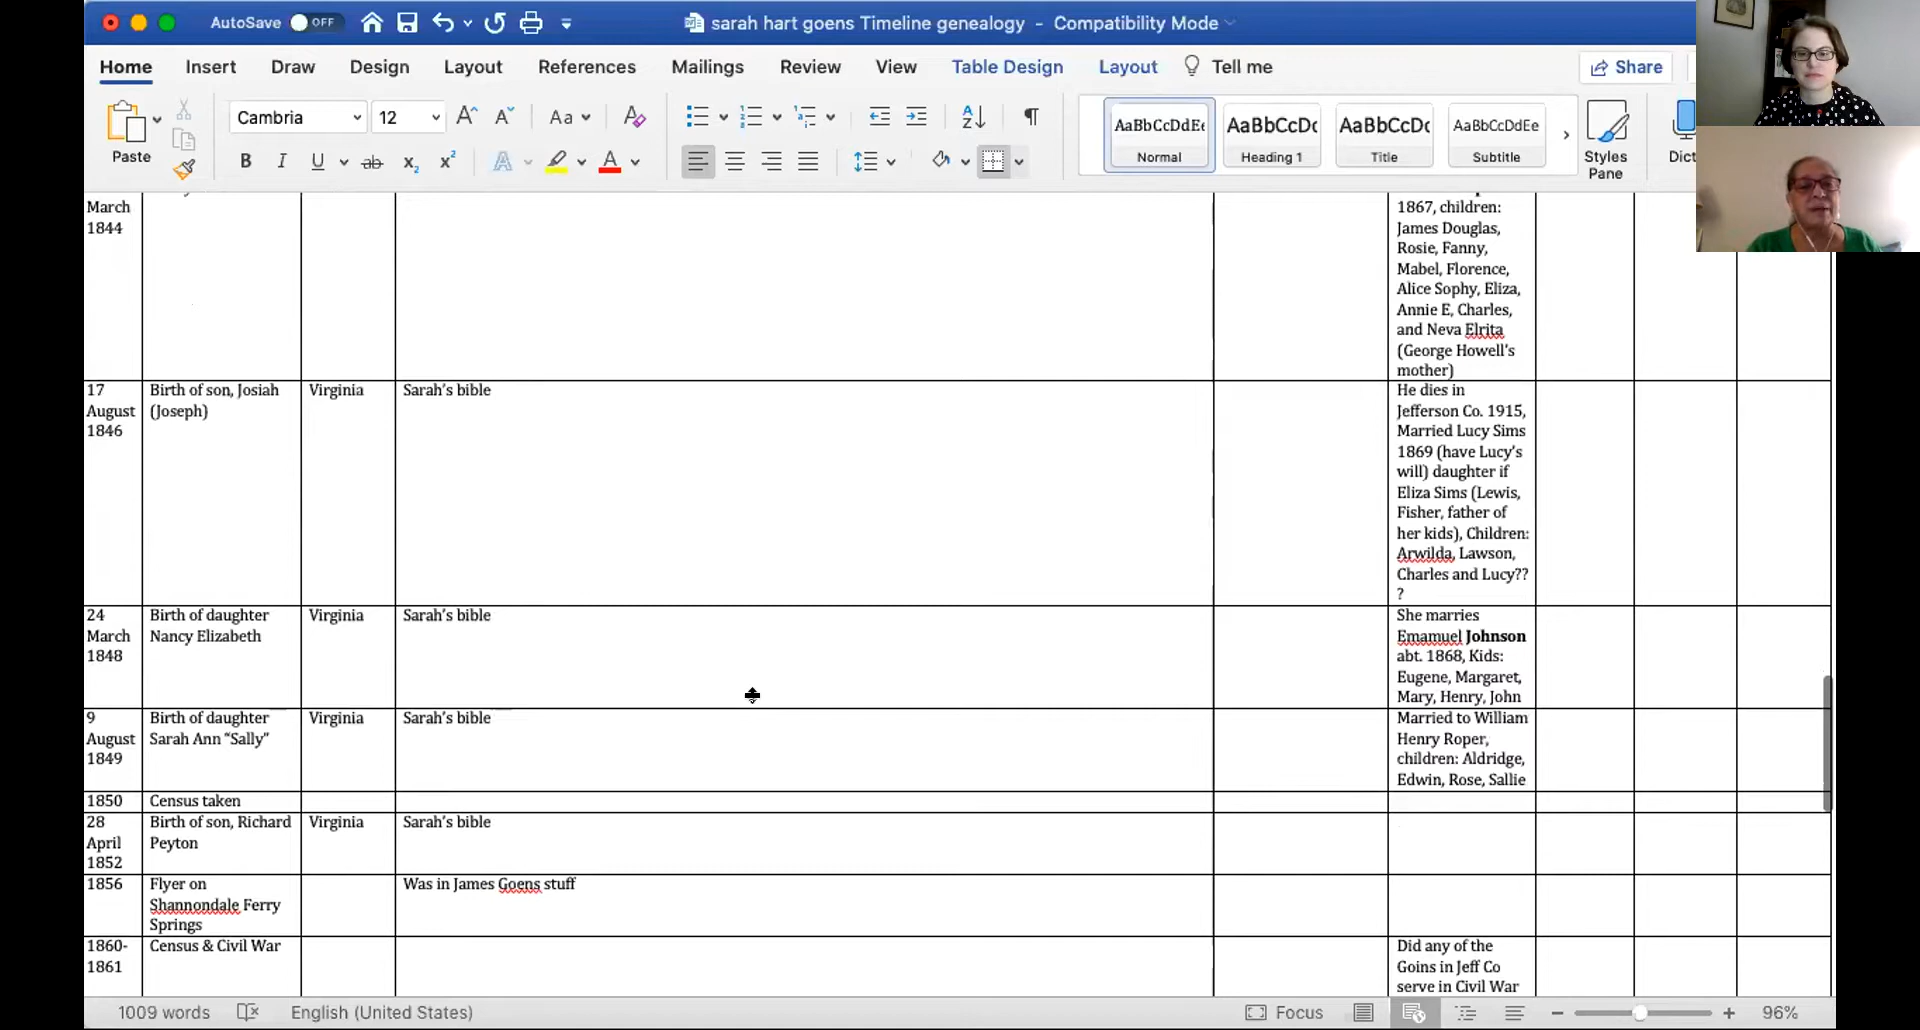 AutoSave OFF
sarah hart goens Timeline genealogy - Compatibility Mode
Home Insert Draw Design Layout References Mailings Review View Table Design Layout Tell me
Share
Paste
Cambria 12
Aa
B I U ab x₂ x² A A
AaBbCcDdEe
Normal
AaBbCcDc
Heading 1
AaBbCcDc
Title
AaBbCcDdEe
Subtitle
Styles
Pane
Dict
March
1844
1867, children:
James Douglas,
Rosie, Fanny,
Mabel, Florence,
Alice Sophy, Eliza,
Annie E, Charles,
and Neva Elrita
(George Howell's
mother)
17
August
1846
Birth of son, Josiah
(Joseph)
Virginia
Sarah's bible
He dies in
Jefferson Co. 1915,
Married Lucy Sims
1869 (have Lucy's
will) daughter if
Eliza Sims (Lewis,
Fisher, father of
her kids), Children:
Arwilda, Lawson,
Charles and Lucy??
?
24
March
1848
Birth of daughter
Nancy Elizabeth
Virginia
Sarah's bible
She marries
Emamuel Johnson
abt. 1868, Kids:
Eugene, Margaret,
Mary, Henry, John
9
August
1849
Birth of daughter
Sarah Ann “Sally”
Virginia
Sarah's bible
Married to William
Henry Roper,
children: Aldridge,
Edwin, Rose, Sallie
1850
Census taken
28
April
1852
Birth of son, Richard
Peyton
Virginia
Sarah's bible
1856
Flyer on
Shannondale Ferry
Springs
Was in James Goens stuff
1860-
1861
Census & Civil War
Did any of the
Goins in Jeff Co
serve in Civil War
1009 words
English (United States)
Focus
96%